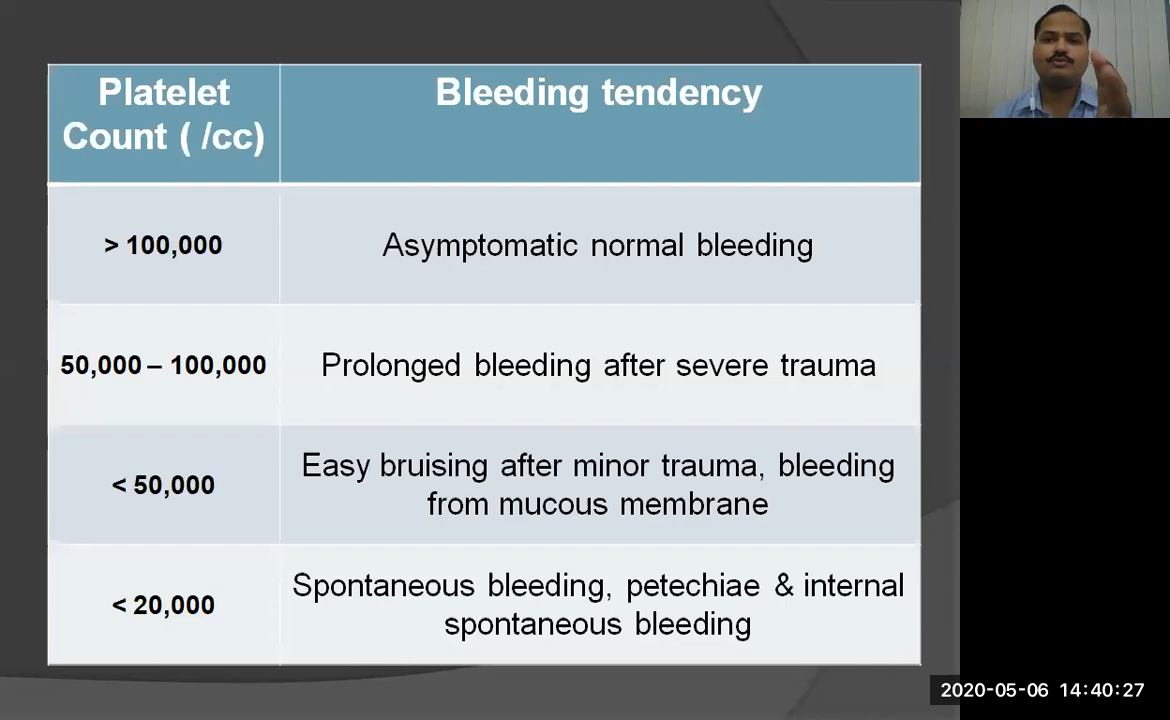 Platelet
Count ( /cc)
Bleeding tendency
> 100,000
Asymptomatic normal bleeding
50,000 – 100,000
Prolonged bleeding after severe trauma
< 50,000
Easy bruising after minor trauma, bleeding
from mucous membrane
< 20,000
Spontaneous bleeding, petechiae & internal
spontaneous bleeding
2020-05-06 14:40:27